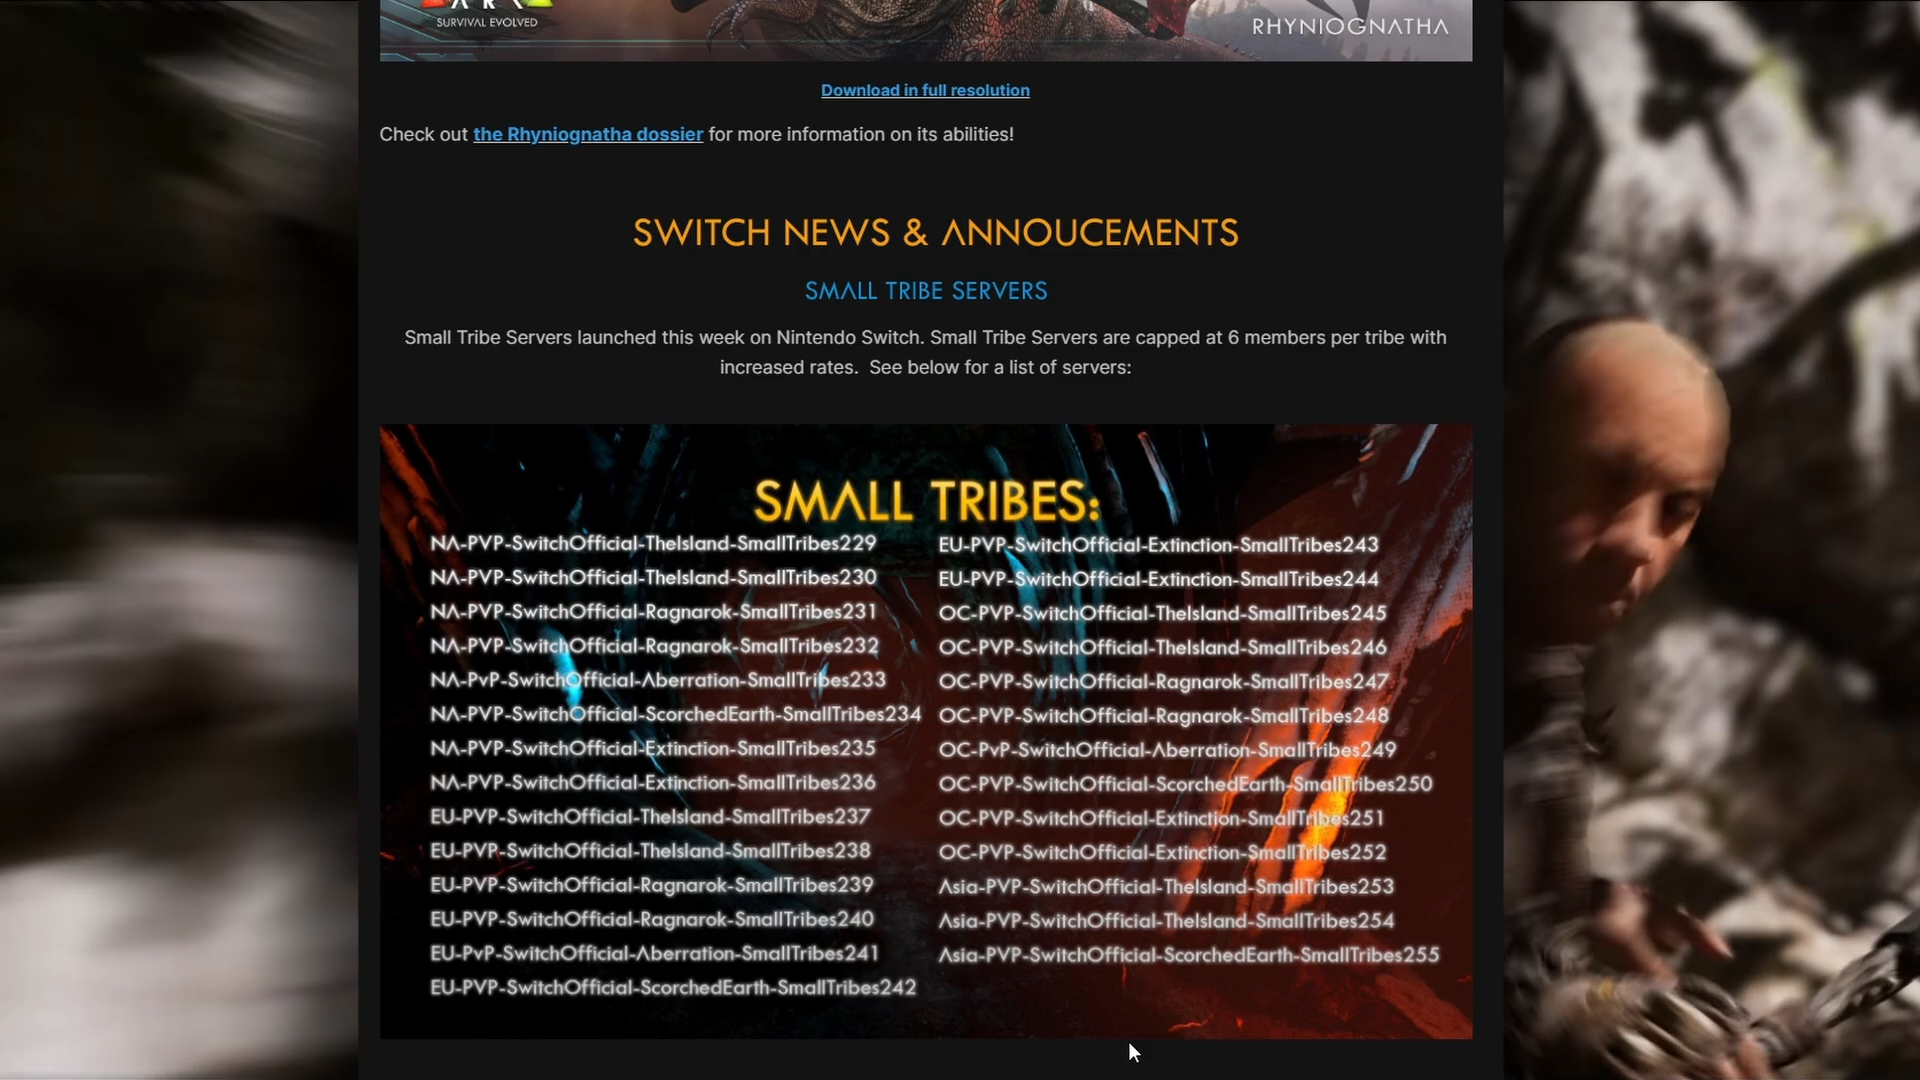 SURVIVAL EVOLVED
RHYNIOGNATHA
Download in full resolution
Check out the Rhyniognatha dossier for more information on its abilities!
SWITCH NEWS & ANNOUCEMENTS
SMALL TRIBE SERVERS
Small Tribe Servers launched this week on Nintendo Switch. Small Tribe Servers are capped at 6 members per tribe with
increased rates.  See below for a list of servers:
SMALL TRIBES:
NA-PVP-SwitchOfficial-TheIsland-SmallTribes229
NA-PVP-SwitchOfficial-TheIsland-SmallTribes230
NA-PVP-SwitchOfficial-Ragnarok-SmallTribes231
NA-PVP-SwitchOfficial-Ragnarok-SmallTribes232
NA-PvP-SwitchOfficial-Aberration-SmallTribes233
NA-PVP-SwitchOfficial-ScorchedEarth-SmallTribes234
NA-PVP-SwitchOfficial-Extinction-SmallTribes235
NA-PVP-SwitchOfficial-Extinction-SmallTribes236
EU-PVP-SwitchOfficial-TheIsland-SmallTribes237
EU-PVP-SwitchOfficial-TheIsland-SmallTribes238
EU-PVP-SwitchOfficial-Ragnarok-SmallTribes239
EU-PVP-SwitchOfficial-Ragnarok-SmallTribes240
EU-PvP-SwitchOfficial-Aberration-SmallTribes241
EU-PVP-SwitchOfficial-ScorchedEarth-SmallTribes242
EU-PVP-SwitchOfficial-Extinction-SmallTribes243
EU-PVP-SwitchOfficial-Extinction-SmallTribes244
OC-PVP-SwitchOfficial-TheIsland-SmallTribes245
OC-PVP-SwitchOfficial-TheIsland-SmallTribes246
OC-PVP-SwitchOfficial-Ragnarok-SmallTribes247
OC-PVP-SwitchOfficial-Ragnarok-SmallTribes248
OC-PvP-SwitchOfficial-Aberration-SmallTribes249
OC-PVP-SwitchOfficial-ScorchedEarth-SmallTribes250
OC-PVP-SwitchOfficial-Extinction-SmallTribes251
OC-PVP-SwitchOfficial-Extinction-SmallTribes252
Asia-PVP-SwitchOfficial-TheIsland-SmallTribes253
Asia-PVP-SwitchOfficial-TheIsland-SmallTribes254
Asia-PVP-SwitchOfficial-ScorchedEarth-SmallTribes255